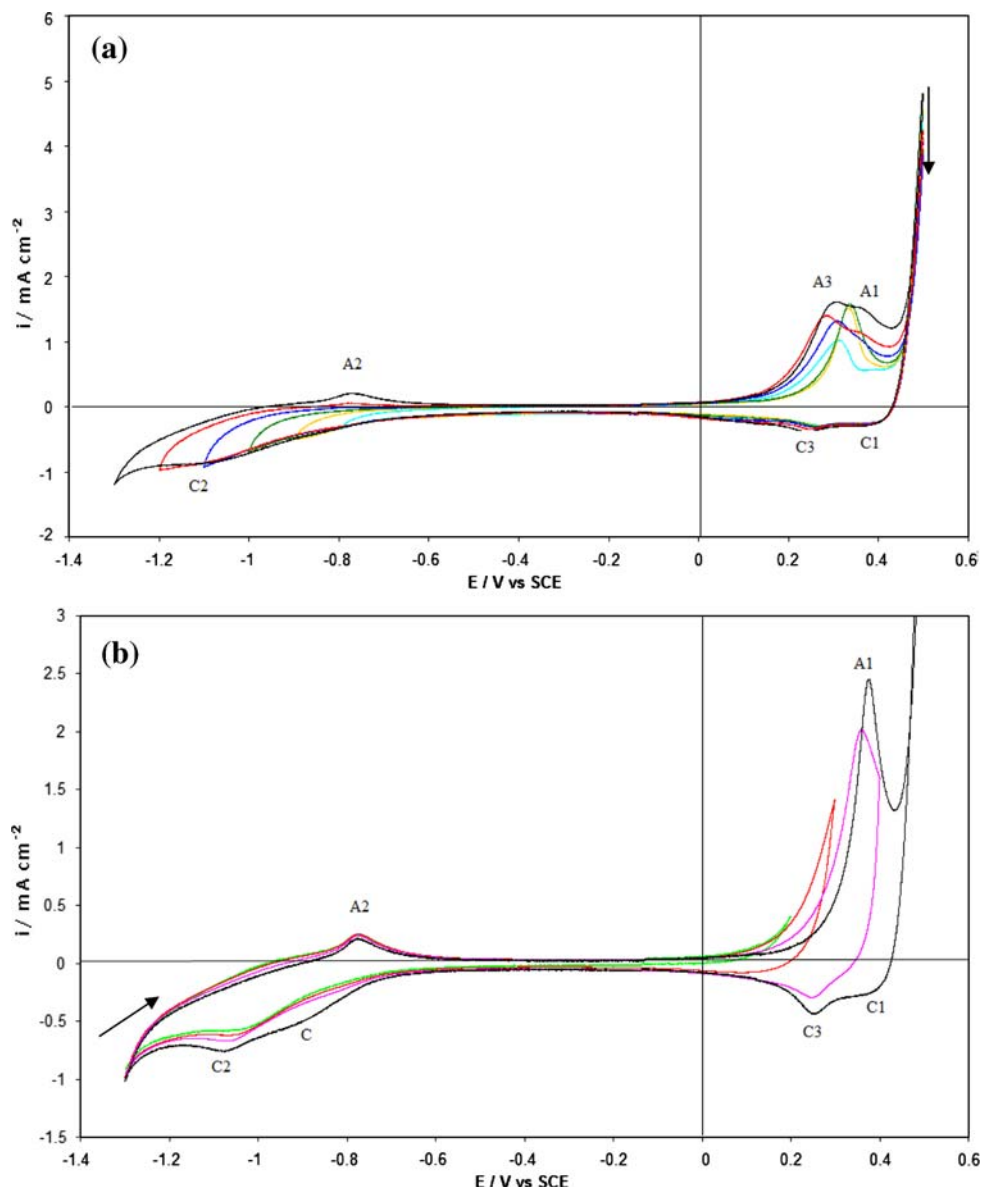 (a)
6
5
4
3
2
1
0
-1
-2
i / mA cm⁻²
A3
A1
A2
C3
C1
C2
-1.4 -1.2 -1 -0.8 -0.6 -0.4 -0.2 0 0.2 0.4 0.6
E / V vs SCE
(b)
3
2.5
2
1.5
1
0.5
0
-0.5
-1
-1.5
i / mA cm⁻²
A1
A2
C
C1
C3
C2
-1.4 -1.2 -1 -0.8 -0.6 -0.4 -0.2 0 0.2 0.4 0.6
E / V vs SCE